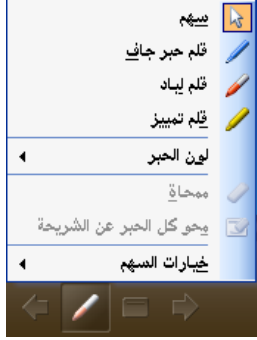 سهم
قلم حبر جاف
قلم لباد
قلم تمييز
لون الحبر
ممحاة
محو كل الحبر عن الشريحة
خيارات السهم